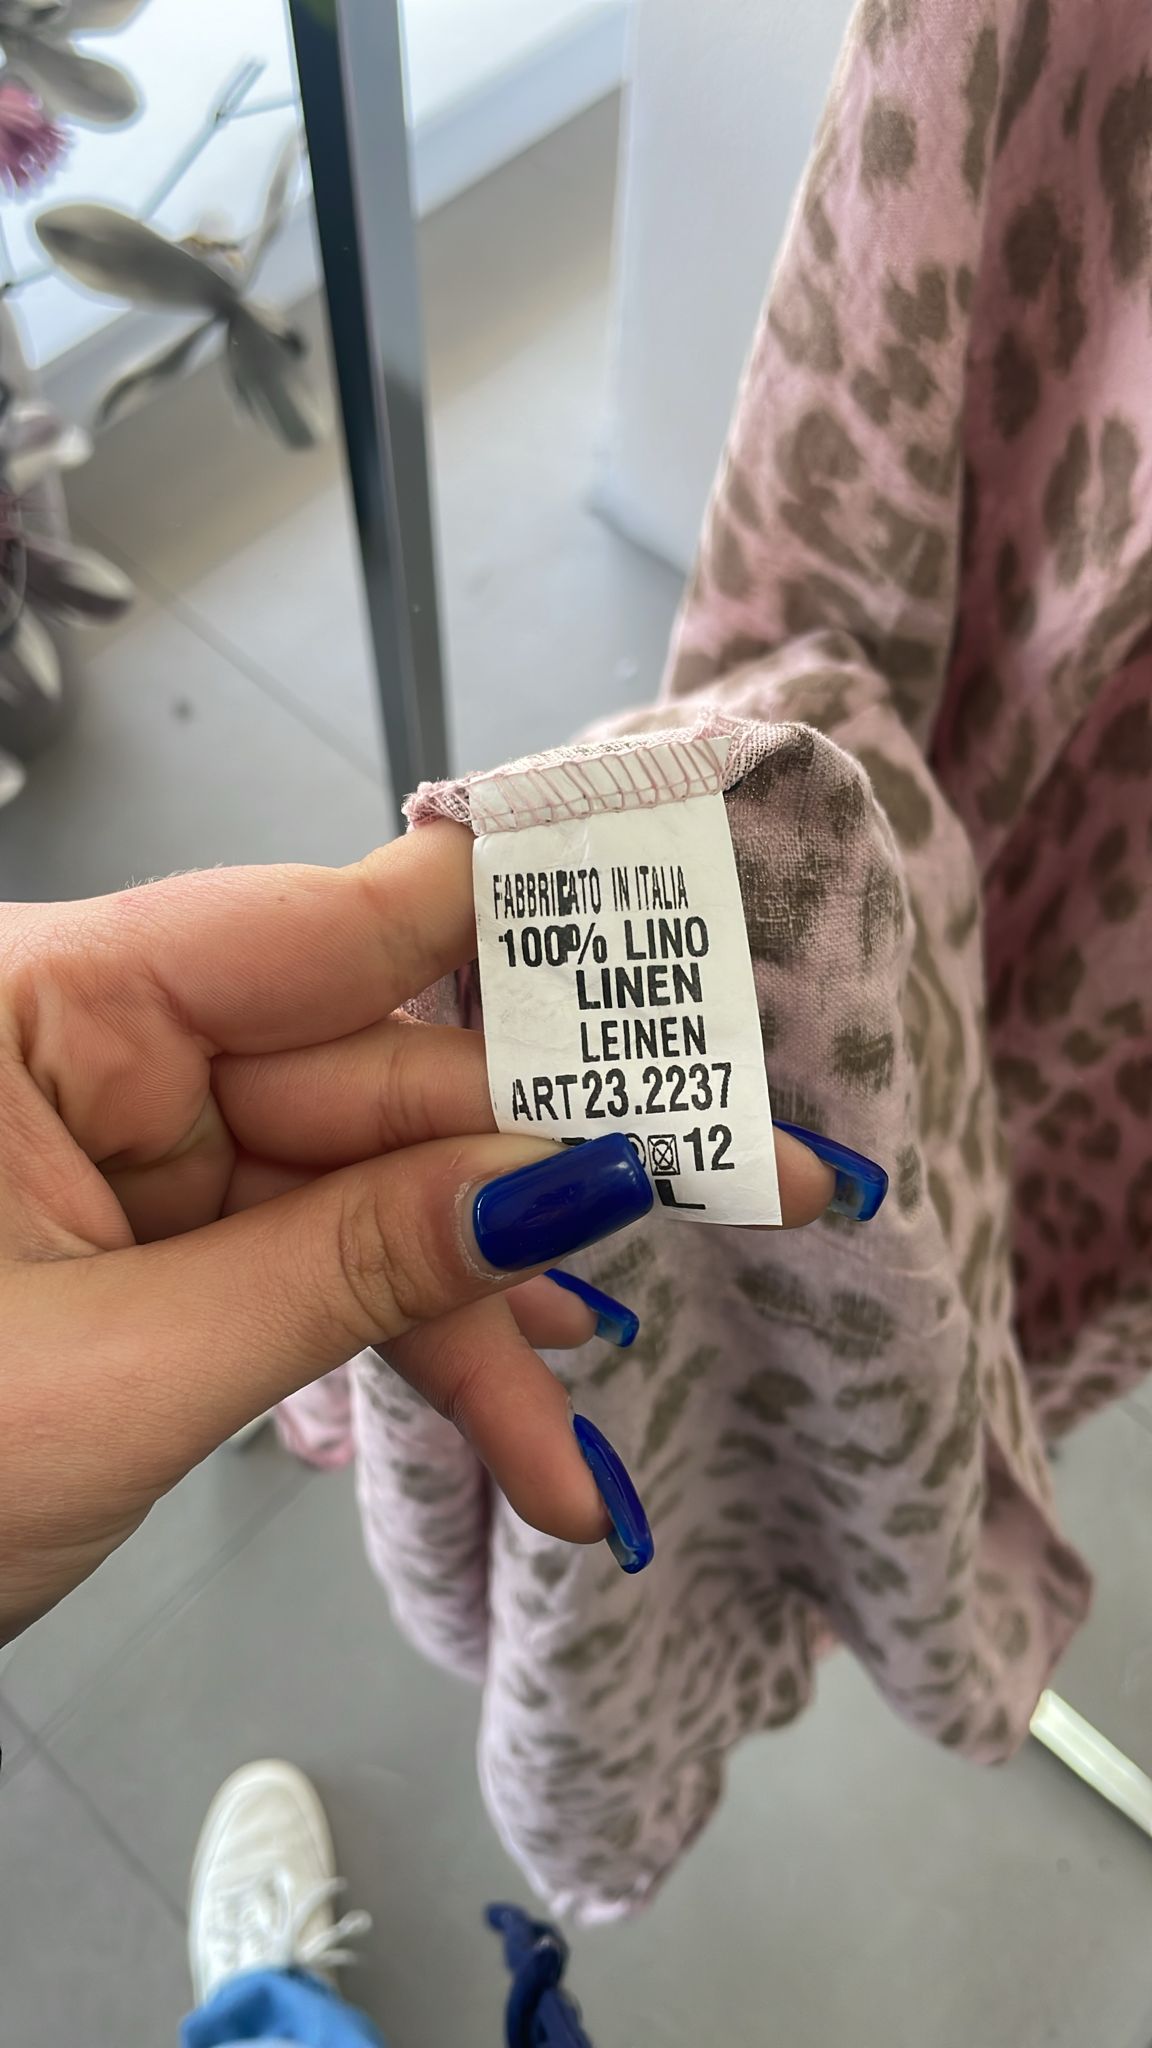 FABBRICATO IN ITALIA
100% LINO
LINEN
LEINEN
ART23.2237
12
L